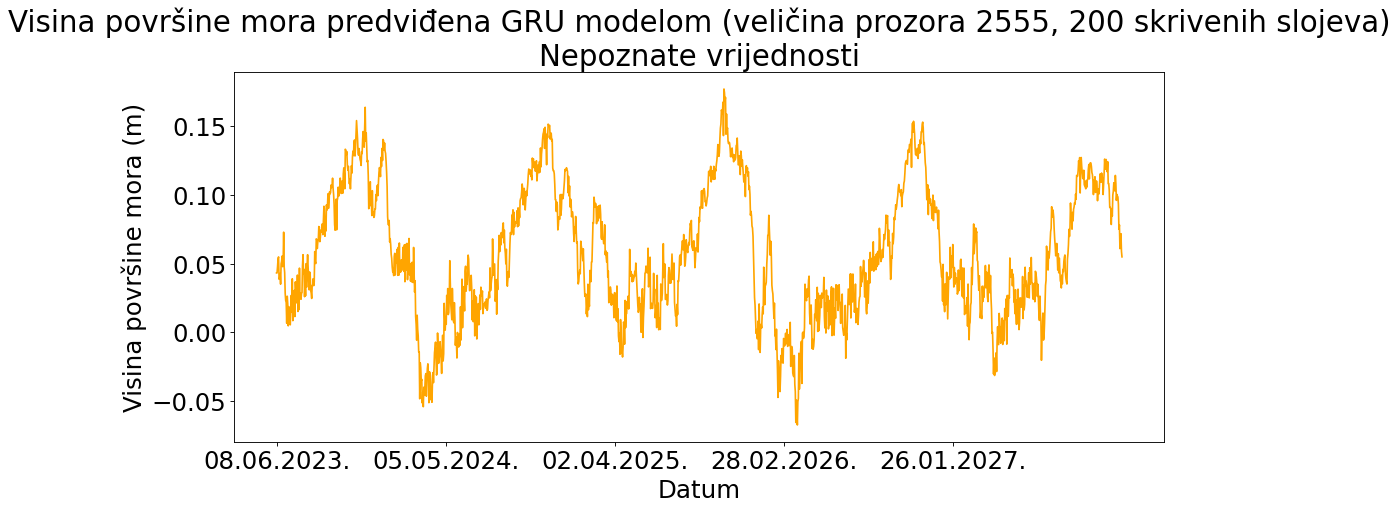 Visina površine mora predviđena GRU modelom (veličina prozora 2555, 200 skrivenih slojeva)
Nepoznate vrijednosti
Visina površine mora (m)
0.15
0.10
0.05
0.00
−0.05
08.06.2023. 05.05.2024. 02.04.2025. 28.02.2026. 26.01.2027.
Datum